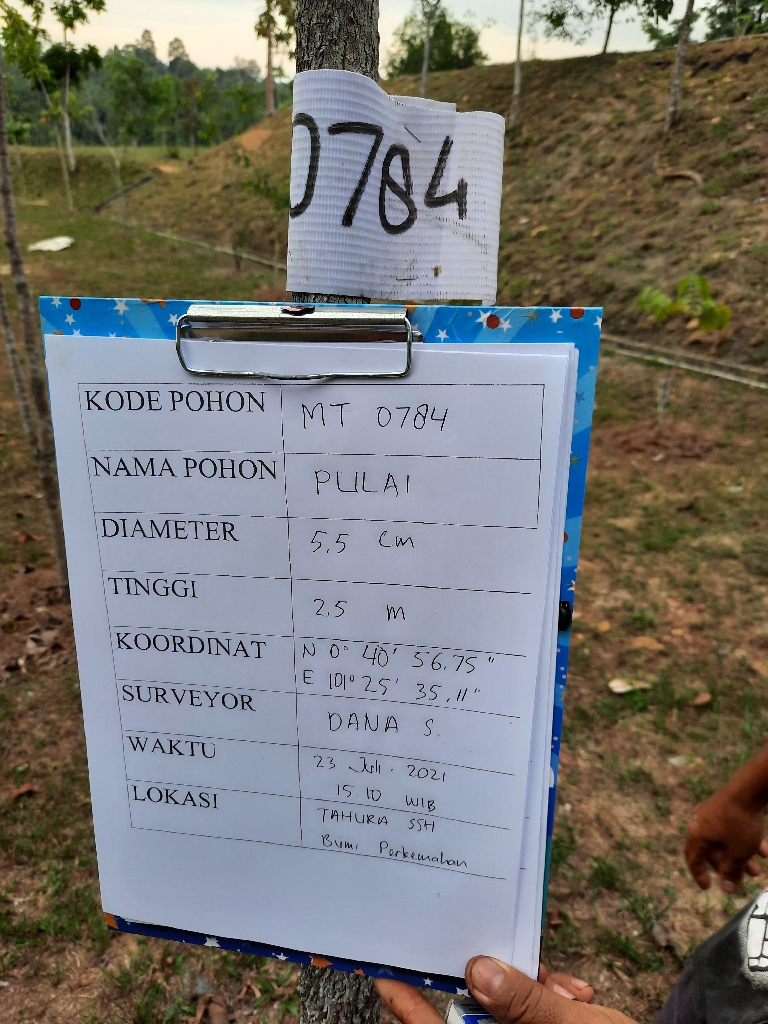 0784
KODE POHON MT 0784
NAMA POHON PULAI
DIAMETER 5,5 cm
TINGGI 2,5 m
KOORDINAT N 0° 40' 56.75"
E 101° 25' 35.11"
SURVEYOR DANA S.
WAKTU 23 Juli 2021
15.10 WIB
LOKASI TAHURA SSH
Bumi Perkemahan